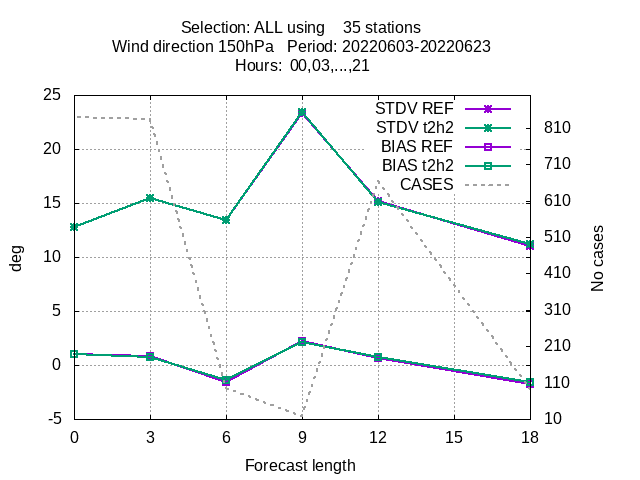 Selection: ALL using    35 stations
Wind direction 150hPa   Period: 20220603-20220623
Hours:  00,03,...,21
STDV REF
STDV t2h2
BIAS REF
BIAS t2h2
CASES
deg
25
20
15
10
5
0
-5
0 3 6 9 12 15 18
Forecast length
810
710
610
510
410
310
210
110
10
No cases